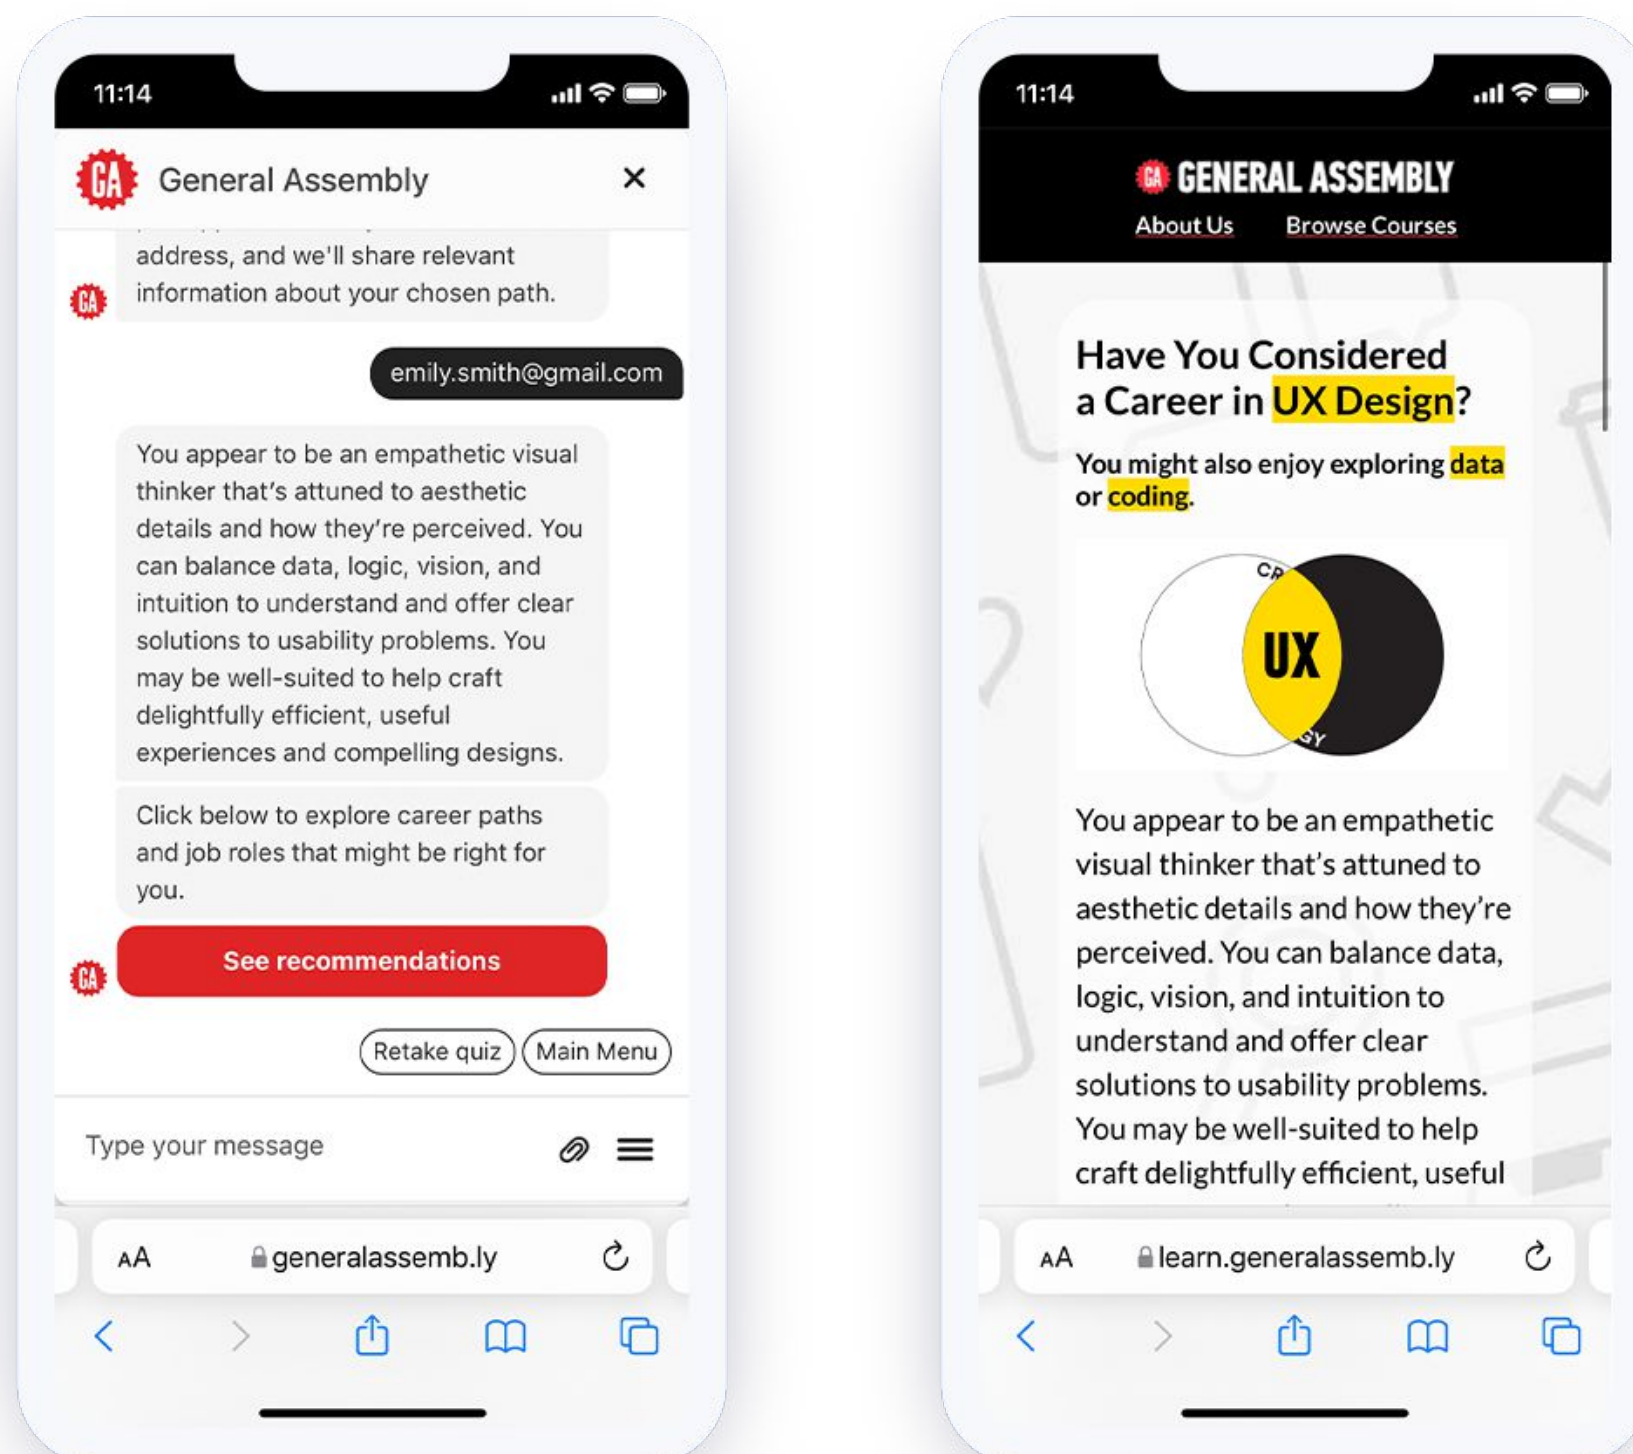 11:14
GA
General Assembly
address, and we'll share relevant
information about your chosen path.
GA
emily.smith@gmail.com
You appear to be an empathetic visual
thinker that's attuned to aesthetic
details and how they're perceived. You
can balance data, logic, vision, and
intuition to understand and offer clear
solutions to usability problems. You
may be well-suited to help craft
delightfully efficient, useful
experiences and compelling designs.
Click below to explore career paths
and job roles that might be right for
you.
See recommendations
GA
Retake quiz
Main Menu
Type your message
AA generalassemb.ly
11:14
GA GENERAL ASSEMBLY
About Us Browse Courses
Have You Considered
a Career in UX Design?
You might also enjoy exploring data
or coding.
CR
UX
GY
You appear to be an empathetic
visual thinker that's attuned to
aesthetic details and how they're
perceived. You can balance data,
logic, vision, and intuition to
understand and offer clear
solutions to usability problems.
You may be well-suited to help
craft delightfully efficient, useful
AA learn.generalassemb.ly